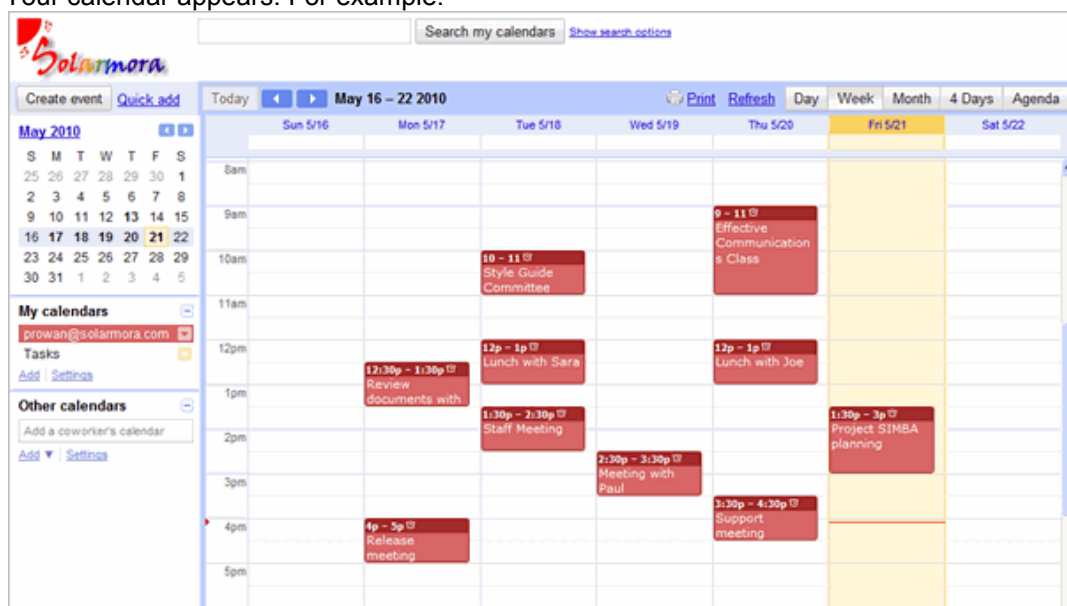 Your calendar appears. For example:
Solarmora
Search my calendars Show search options
Create event Quick add
Today May 16 – 22 2010 Print Refresh Day Week Month 4 Days Agenda
May 2010
S M T W T F S
25 26 27 28 29 30 1
2 3 4 5 6 7 8
9 10 11 12 13 14 15
16 17 18 19 20 21 22
23 24 25 26 27 28 29
30 31 1 2 3 4 5
My calendars
prowan@solarmora.com
Tasks
Add Settings
Other calendars
Add a coworker's calendar
Add ▼ Settings
Sun 5/16 Mon 5/17 Tue 5/18 Wed 5/19 Thu 5/20 Fri 5/21 Sat 5/22
8am
9am
10am
11am
12pm
1pm
2pm
3pm
4pm
5pm
12:30p – 1:30p
Review
documents with
4p – 5p
Release
meeting
10 – 11
Style Guide
Committee
12p – 1p
Lunch with Sara
1:30p – 2:30p
Staff Meeting
2:30p – 3:30p
Meeting with
Paul
9 – 11
Effective
Communication
s Class
12p – 1p
Lunch with Joe
3:30p – 4:30p
Support
meeting
1:30p – 3p
Project SIMBA
planning